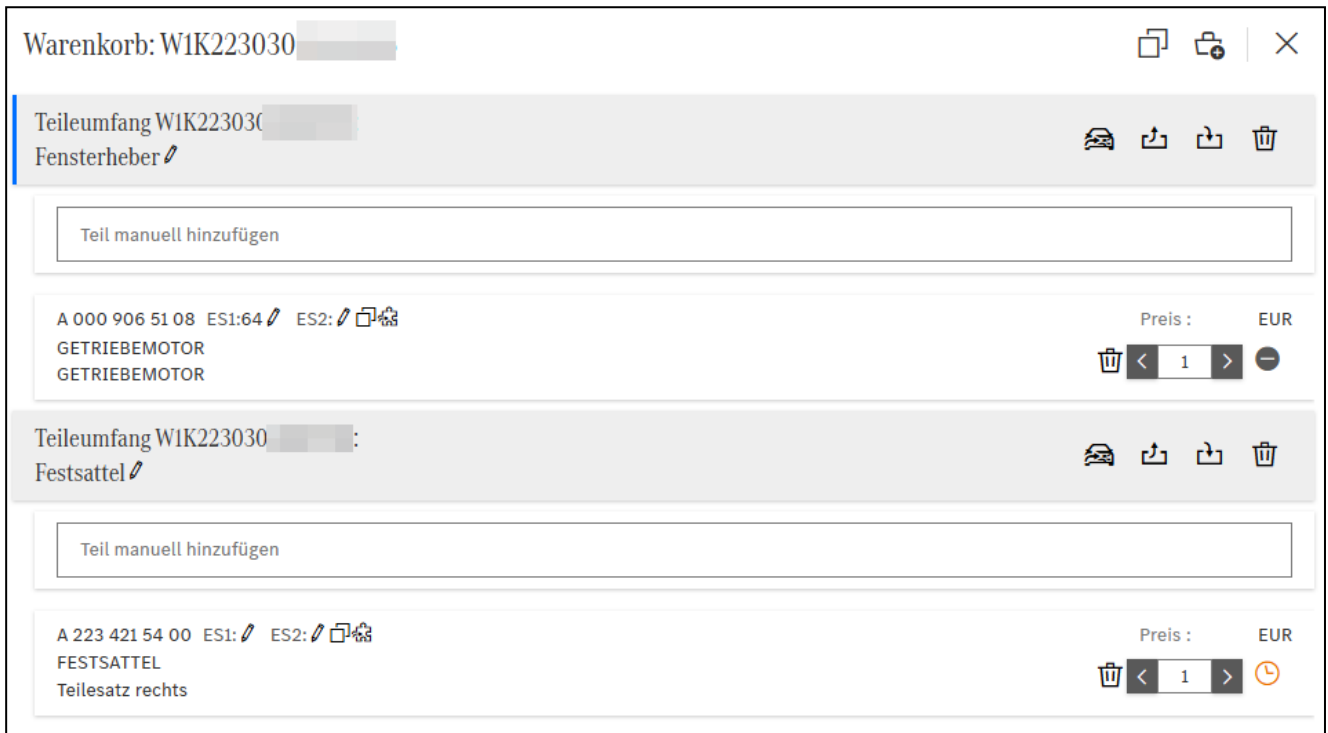 Warenkorb: W1K223030
Teileumfang W1K223030
Fensterheber
Teil manuell hinzufügen
A 000 906 51 08 ES1:64 ES2: Preis : EUR
GETRIEBEMOTOR
1
GETRIEBEMOTOR
Teileumfang W1K223030 :
Festsattel
Teil manuell hinzufügen
A 223 421 54 00 ES1: ES2: Preis : EUR
FESTSATTEL
1
Teilesatz rechts